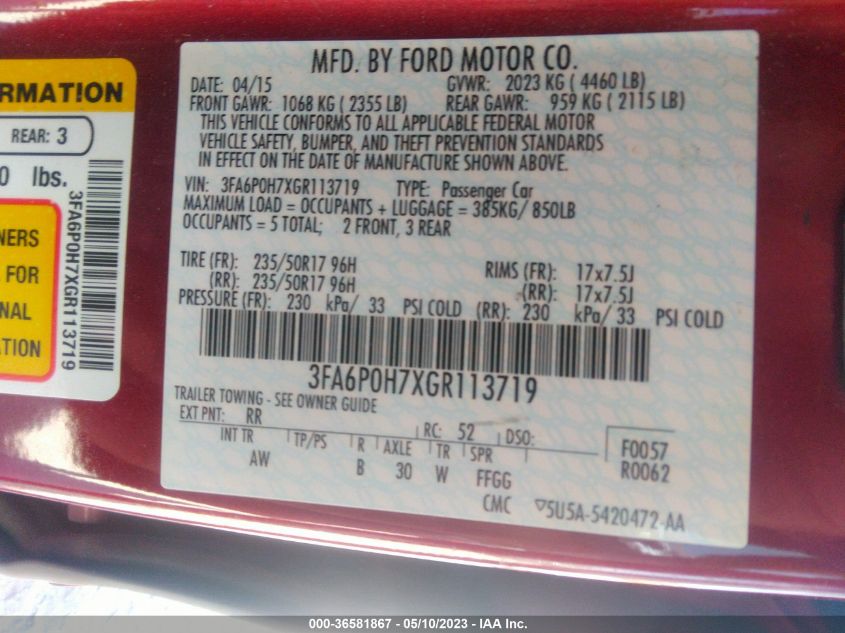 RMATION
REAR: 3
0 lbs.
NERS
FOR
NAL
TION
3FA6P0H7XGR113719
MFD. BY FORD MOTOR CO.
DATE: 04/15 GVWR: 2023 KG ( 4460 LB)
FRONT GAWR: 1068 KG ( 2355 LB) REAR GAWR: 959 KG ( 2115 LB)
THIS VEHICLE CONFORMS TO ALL APPLICABLE FEDERAL MOTOR
VEHICLE SAFETY, BUMPER, AND THEFT PREVENTION STANDARDS
IN EFFECT ON THE DATE OF MANUFACTURE SHOWN ABOVE.
VIN: 3FA6P0H7XGR113719 TYPE: Passenger Car
MAXIMUM LOAD = OCCUPANTS + LUGGAGE = 385KG/ 850LB
OCCUPANTS = 5 TOTAL; 2 FRONT, 3 REAR
TIRE (FR): 235/50R17 96H RIMS (FR): 17x7.5J
(RR): 235/50R17 96H (RR): 17x7.5J
PRESSURE (FR): 230 kPa/ 33 PSI COLD (RR): 230 kPa/ 33 PSI COLD
3FA6P0H7XGR113719
TRAILER TOWING - SEE OWNER GUIDE
EXT PNT: RR RC: 52 DSO:
INT TR TP/PS R AXLE TR SPR F0057
AW B 30 W FFGG R0062
CMC ▽5U5A-5420472-AA
000-36581867 - 05/10/2023 - IAA Inc.